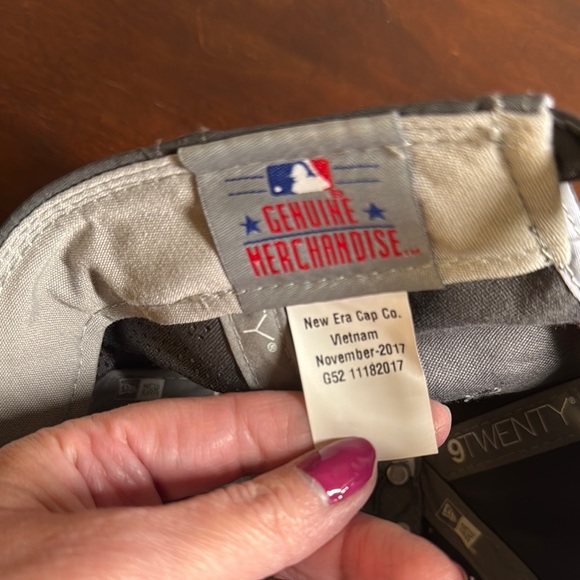 GENUINE
MERCHANDISE
New Era Cap Co.
Vietnam
November-2017
G52 11182017
9TWENTY®